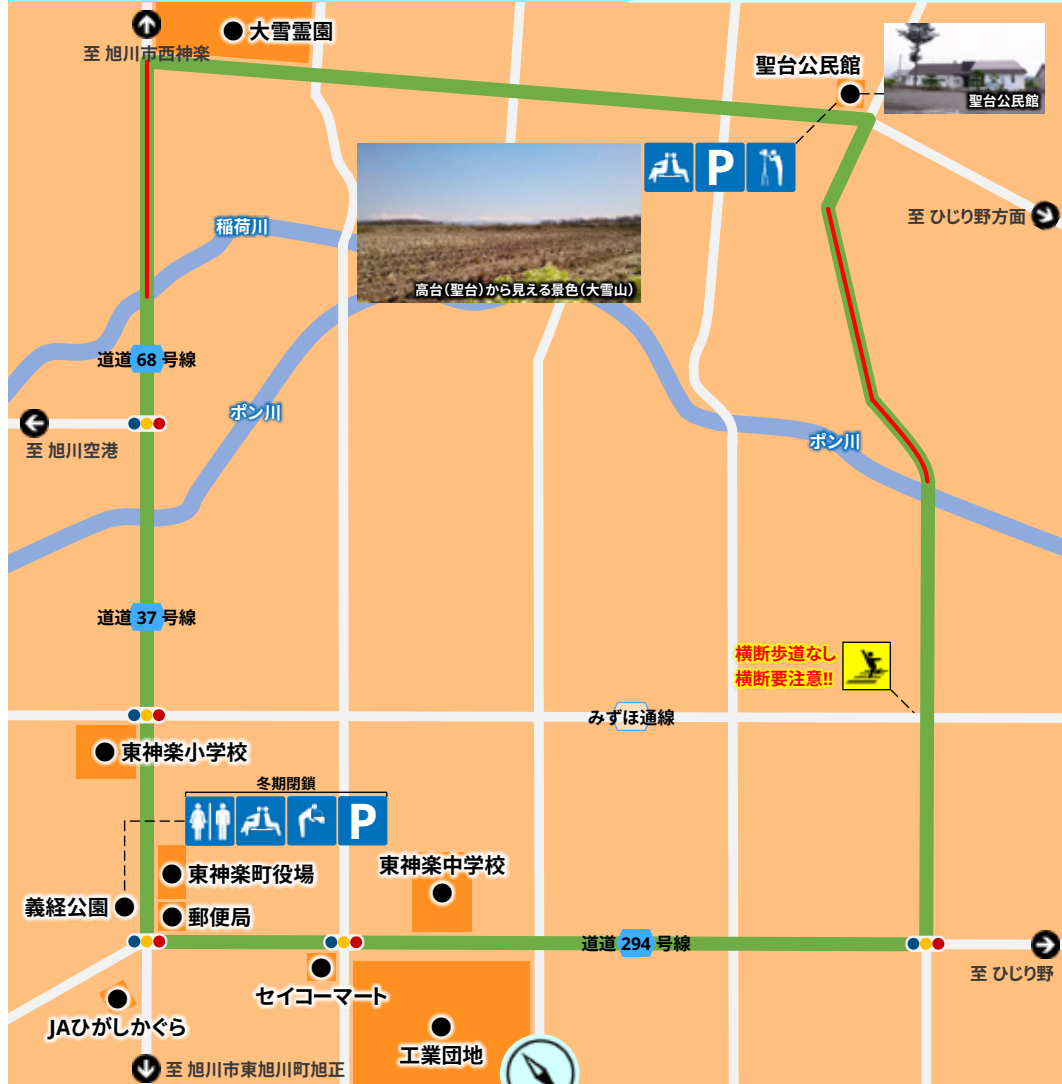 大雪霊園
至 旭川市西神楽
聖台公民館
聖台公民館
P
至 ひじり野方面
稲荷川
高台(聖台)から見える景色(大雪山)
道道 68 号線
ポン川
至 旭川空港
ポン川
道道 37 号線
横断歩道なし
横断要注意!!
みずほ通線
東神楽小学校
冬期閉鎖
P
東神楽中学校
東神楽町役場
義経公園
郵便局
道道 294 号線
至 ひじり野
セイコーマート
JAひがしかぐら
工業団地
至 旭川市東旭川町旭正